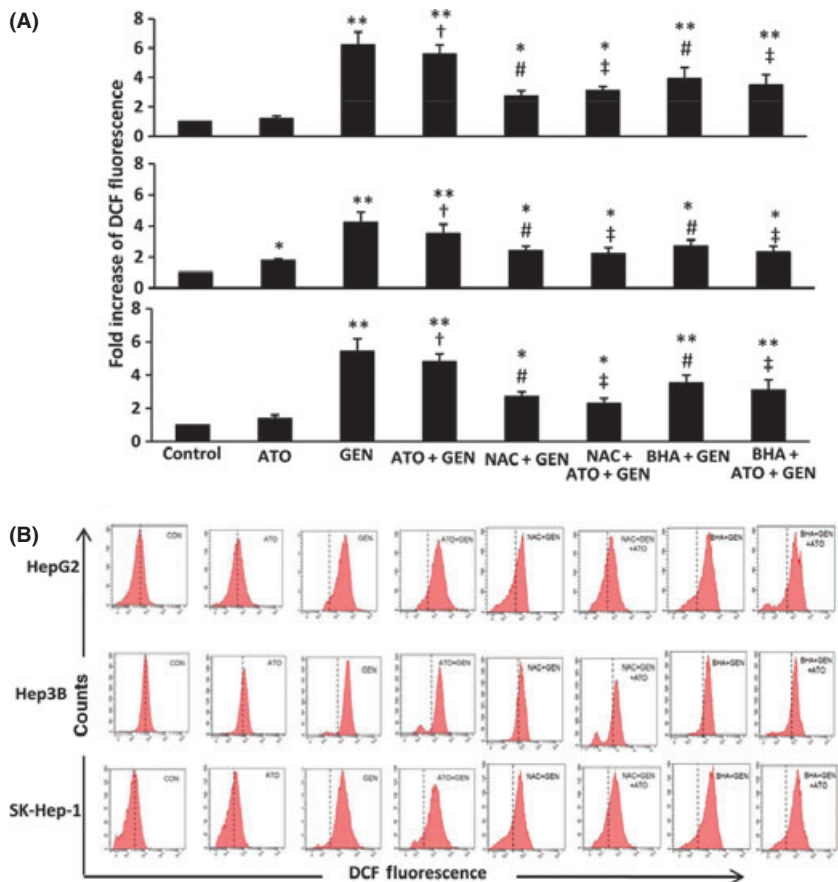 (A)
Fold increase of DCF fluorescence
8
6
4
2
0
** ** * * ** **
† # ‡ # ‡
8
6
4
2
0
* ** ** * * * *
† # ‡ # ‡
8
6
4
2
0
** ** * * ** **
† # ‡ # ‡
Control ATO GEN ATO + GEN NAC + GEN NAC + ATO + GEN BHA + GEN BHA + ATO + GEN
(B)
Counts
HepG2
CON ATO GEN ATO+GEN NAC+GEN NAC+GEN +ATO BHA+GEN BHA+GEN +ATO
Hep3B
CON ATO GEN ATO+GEN NAC+GEN NAC+GEN +ATO BHA+GEN BHA+GEN +ATO
SK-Hep-1
CON ATO GEN ATO+GEN NAC+GEN NAC+GEN +ATO BHA+GEN BHA+GEN +ATO
DCF fluorescence